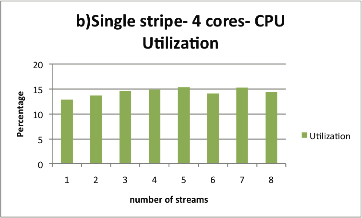 b)Single stripe- 4 cores- CPU
Utilization
20
15
10
5
0
Percentage
1 2 3 4 5 6 7 8
number of streams
Utilization